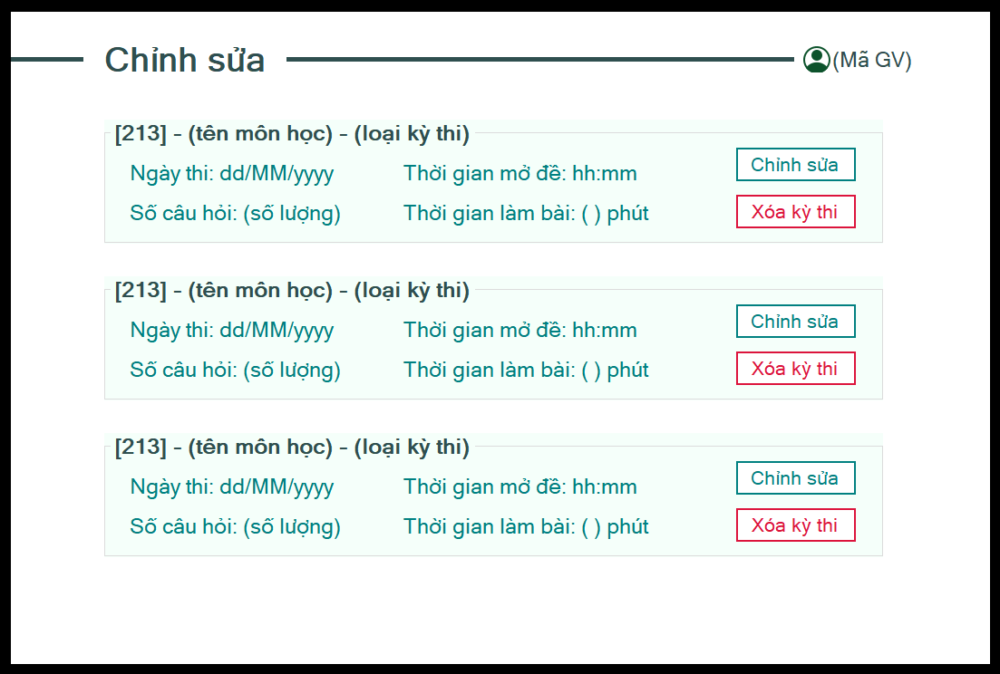 Chỉnh sửa
(Mã GV)
[213] - (tên môn học) - (loại kỳ thi)
Ngày thi: dd/MM/yyyy
Thời gian mở đề: hh:mm
Chỉnh sửa
Số câu hỏi: (số lượng)
Thời gian làm bài: ( ) phút
Xóa kỳ thi
[213] - (tên môn học) - (loại kỳ thi)
Ngày thi: dd/MM/yyyy
Thời gian mở đề: hh:mm
Chỉnh sửa
Số câu hỏi: (số lượng)
Thời gian làm bài: ( ) phút
Xóa kỳ thi
[213] - (tên môn học) - (loại kỳ thi)
Ngày thi: dd/MM/yyyy
Thời gian mở đề: hh:mm
Chỉnh sửa
Số câu hỏi: (số lượng)
Thời gian làm bài: ( ) phút
Xóa kỳ thi